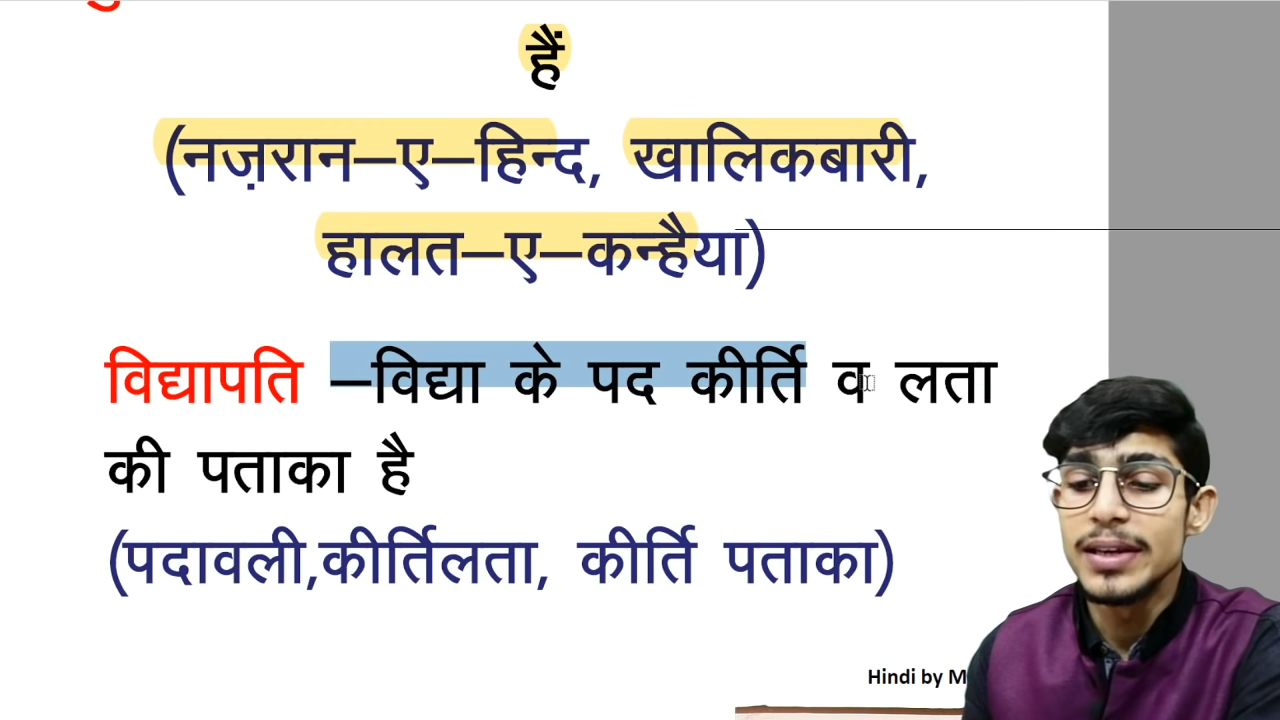 हैं
(नज़रान–ए–हिन्द, खालिकबारी,
हालत–ए–कन्हैया)
विद्यापति –विद्या के पद कीर्ति व लता
की पताका है
(पदावली,कीर्तिलता, कीर्ति पताका)
Hindi by